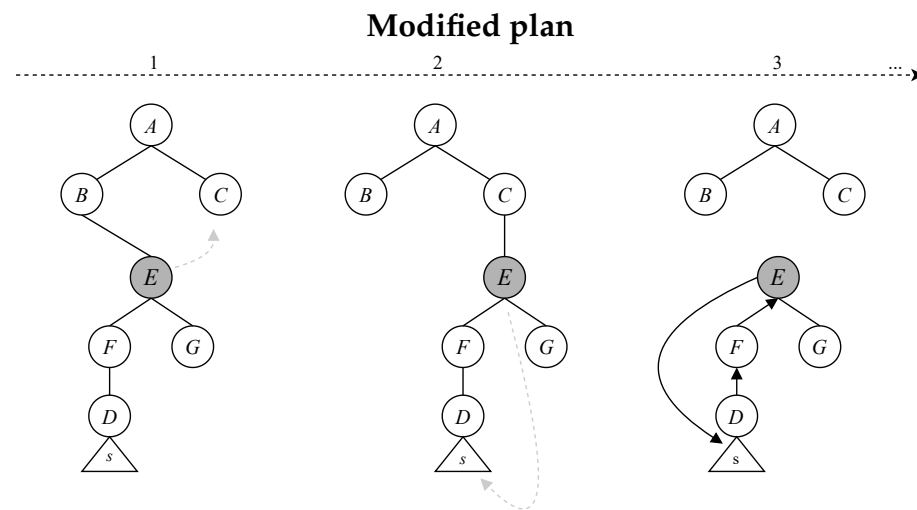 Modified plan
1 2 3 ...
A A A
B C B C B C
E E E
F G F G F G
D D D
s s s